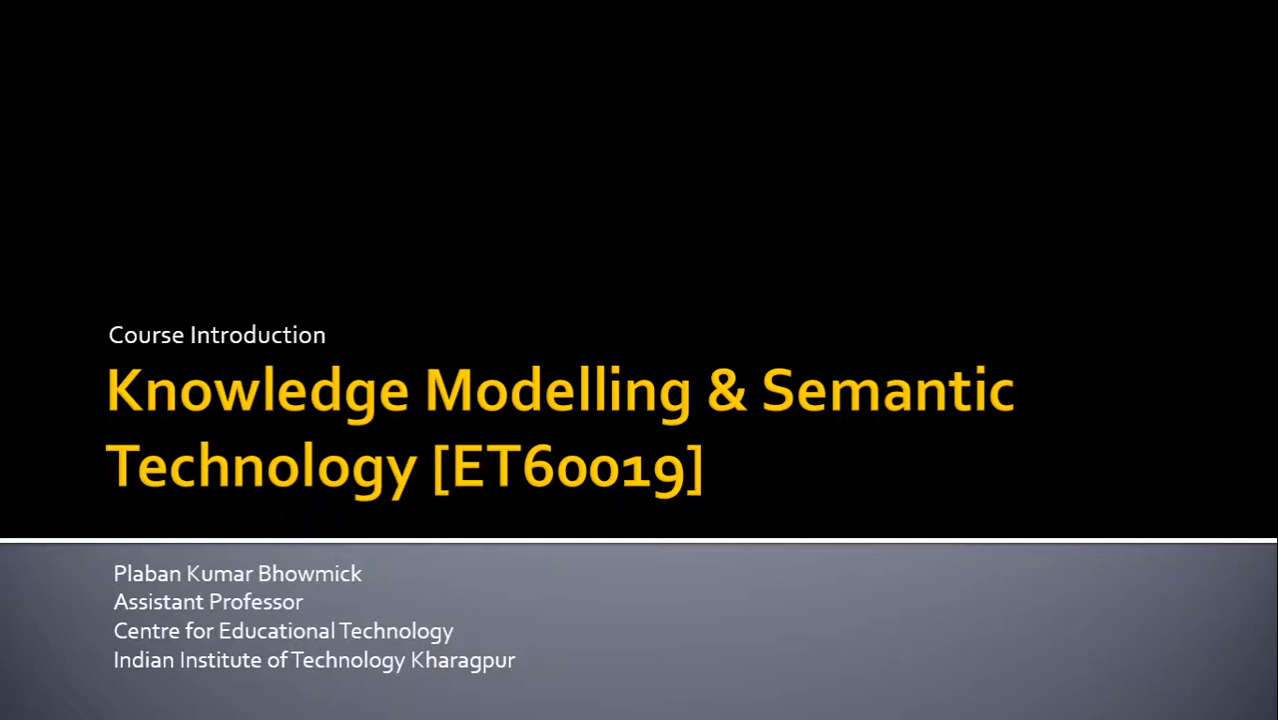 Course Introduction
Knowledge Modelling & Semantic
Technology [ET60019]
Plaban Kumar Bhowmick
Assistant Professor
Centre for Educational Technology
Indian Institute of Technology Kharagpur